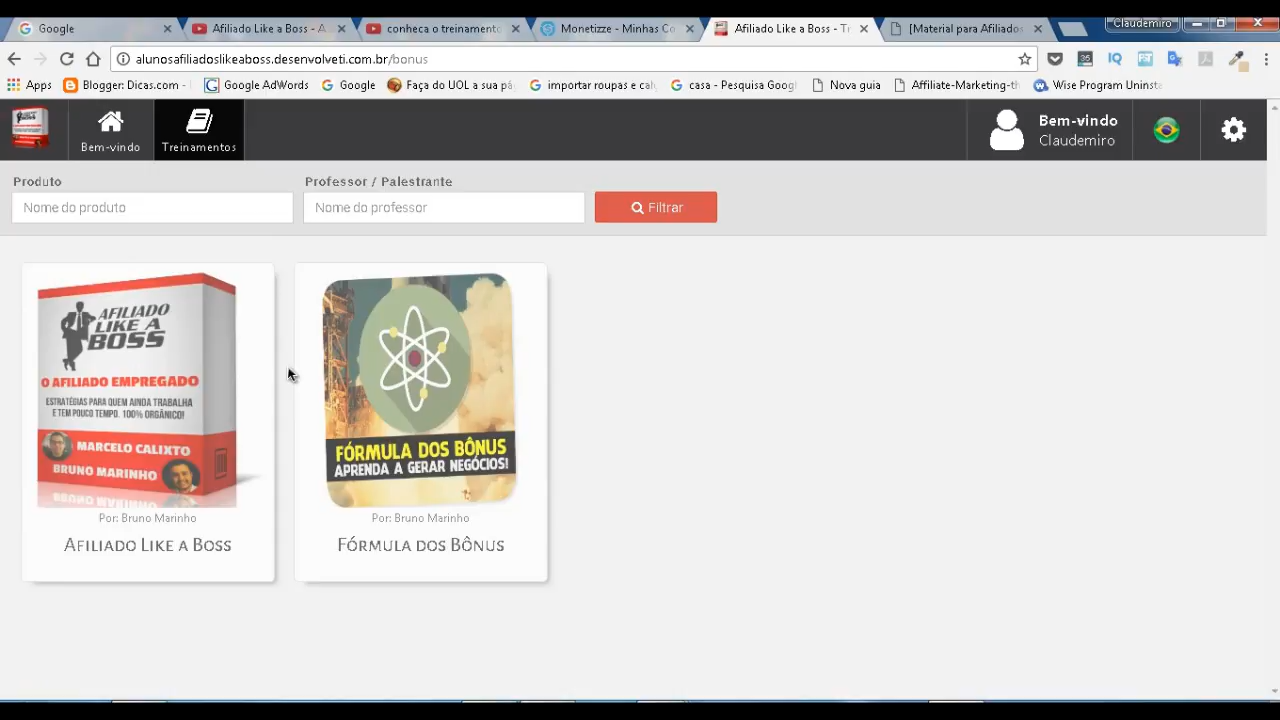 Claudemiro
Google
Afiliado Like a Boss - A
conheca o treinamento
Monetizze - Minhas Co
Afiliado Like a Boss - Tr
[Material para Afiliados
alunosafiliadoslikeaboss.desenvolveti.com.br/bonus
Apps
Blogger: Dicas.com -
Google AdWords
Google
Faça do UOL a sua pá
importar roupas e cal
casa - Pesquisa Goog
Nova guia
Affiliate-Marketing-th
Wise Program Uninsta
Bem-vindo
Treinamentos
Bem-vindo
Claudemiro
Produto
Professor / Palestrante
Nome do produto
Nome do professor
Filtrar
AFILIADO
LIKE A
BOSS
O AFILIADO EMPREGADO
ESTRATÉGIAS PARA QUEM AINDA TRABALHA
E TEM POUCO TEMPO. 100% ORGÂNICO!
MARCELO CALIXTO
BRUNO MARINHO
Por: Bruno Marinho
Afiliado Like a Boss
FÓRMULA DOS BÔNUS
APRENDA A GERAR NEGÓCIOS!
Por: Bruno Marinho
Fórmula dos Bônus